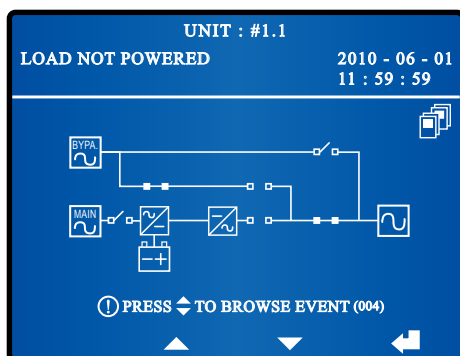 UNIT : #1.1
LOAD NOT POWERED
2010 - 06 - 01
11 : 59 : 59
BYPA.
MAIN
PRESS TO BROWSE EVENT (004)